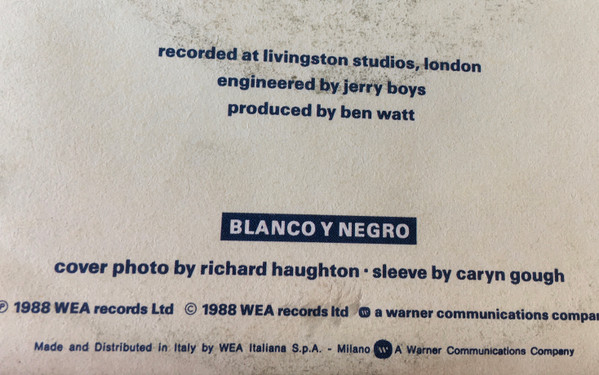 recorded at livingston studios, london
engineered by jerry boys
produced by ben watt
BLANCO Y NEGRO
cover photo by richard haughton · sleeve by caryn gough
℗ 1988 WEA records Ltd © 1988 WEA records ltd a warner communications compan
Made and Distributed in Italy by WEA Italiana S.p.A. - Milano A Warner Communications Company